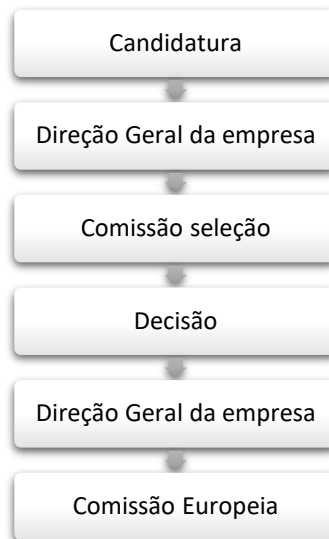 Candidatura
Direção Geral da empresa
Comissão seleção
Decisão
Direção Geral da empresa
Comissão Europeia